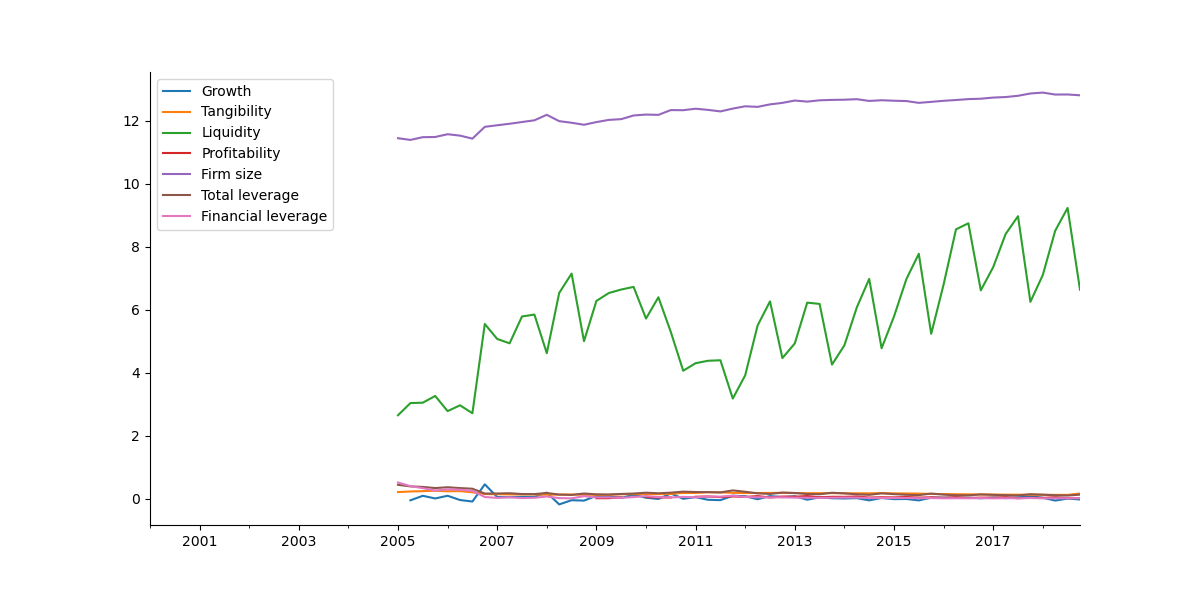 Growth
Tangibility
Liquidity
Profitability
Firm size
Total leverage
Financial leverage
12
10
8
6
4
2
0
2001 2003 2005 2007 2009 2011 2013 2015 2017